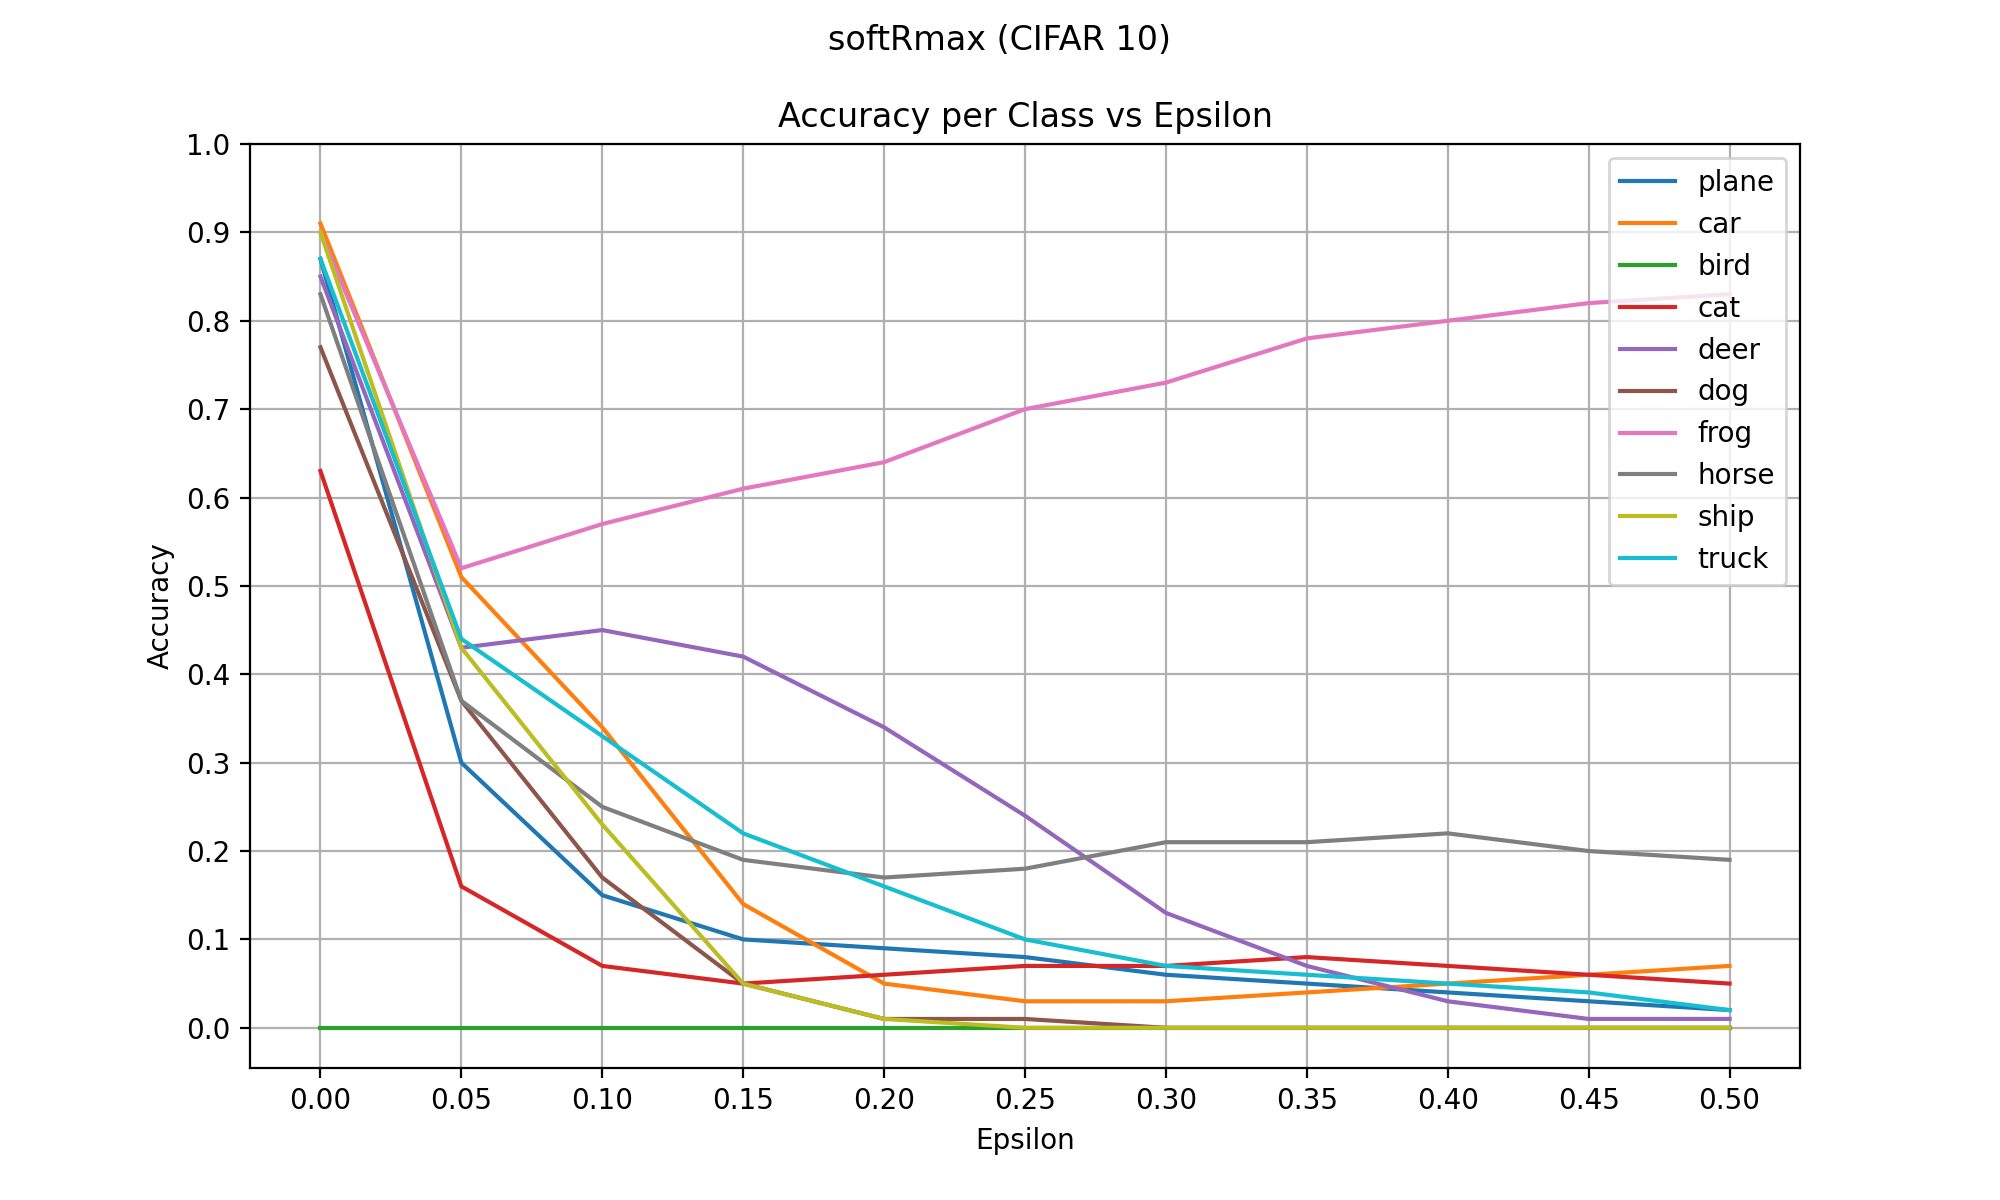 softRmax (CIFAR 10)
Accuracy per Class vs Epsilon
1.0
0.9
0.8
0.7
0.6
0.5
0.4
0.3
0.2
0.1
0.0
Accuracy
plane
car
bird
cat
deer
dog
frog
horse
ship
truck
0.00 0.05 0.10 0.15 0.20 0.25 0.30 0.35 0.40 0.45 0.50
Epsilon